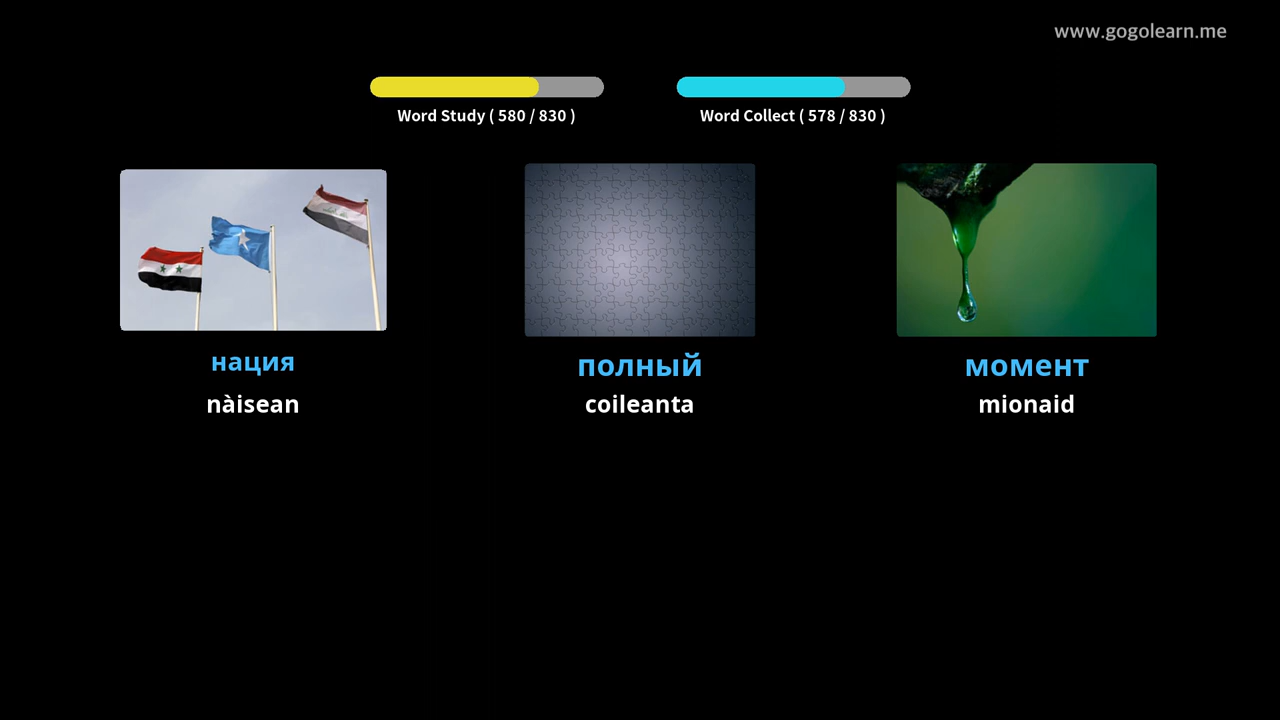 www.gogolearn.me
Word Study ( 580 / 830 )
Word Collect ( 578 / 830 )
нация
полный
момент
nàisean
coileanta
mionaid